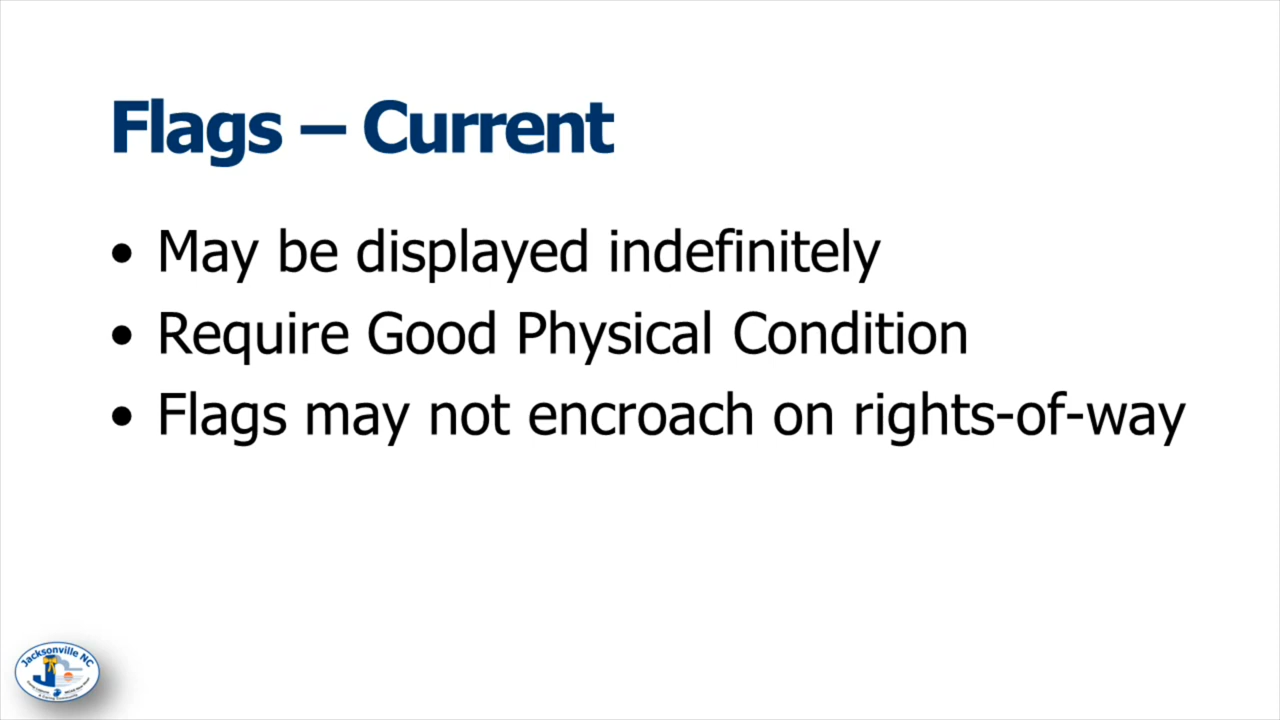 Flags – Current
• May be displayed indefinitely
• Require Good Physical Condition
• Flags may not encroach on rights-of-way
Jacksonville NC